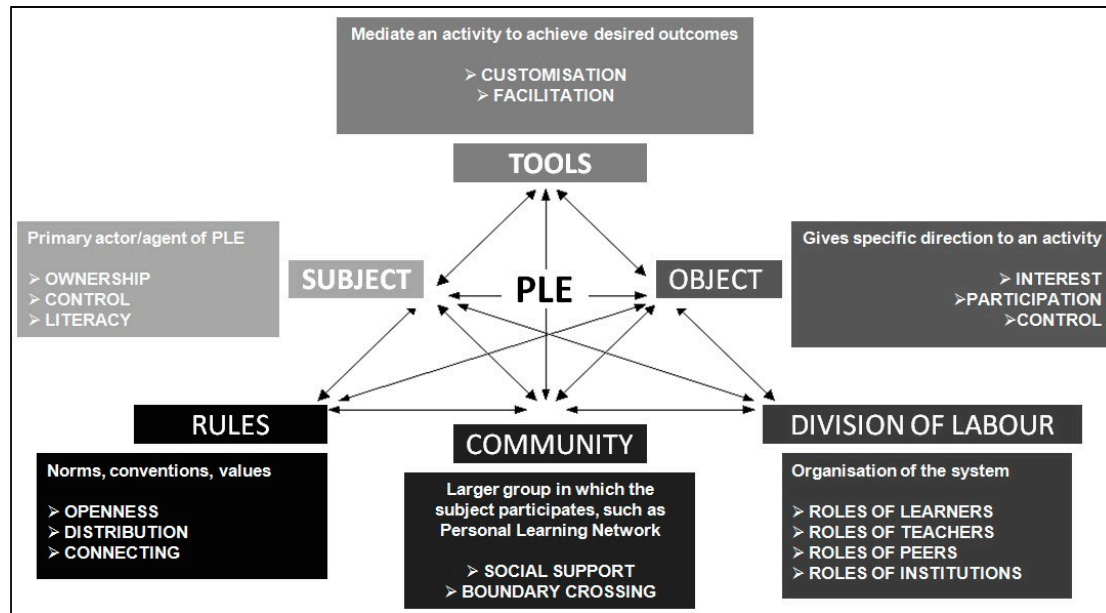 Mediate an activity to achieve desired outcomes
➢ CUSTOMISATION
➢ FACILITATION
TOOLS
Primary actor/agent of PLE
➢ OWNERSHIP
➢ CONTROL
➢ LITERACY
SUBJECT
PLE
OBJECT
Gives specific direction to an activity
➢ INTEREST
➢PARTICIPATION
➢CONTROL
RULES
Norms, conventions, values
➢ OPENNESS
➢ DISTRIBUTION
➢ CONNECTING
COMMUNITY
Larger group in which the
subject participates, such as
Personal Learning Network
➢ SOCIAL SUPPORT
➢ BOUNDARY CROSSING
DIVISION OF LABOUR
Organisation of the system
➢ ROLES OF LEARNERS
➢ ROLES OF TEACHERS
➢ ROLES OF PEERS
➢ ROLES OF INSTITUTIONS